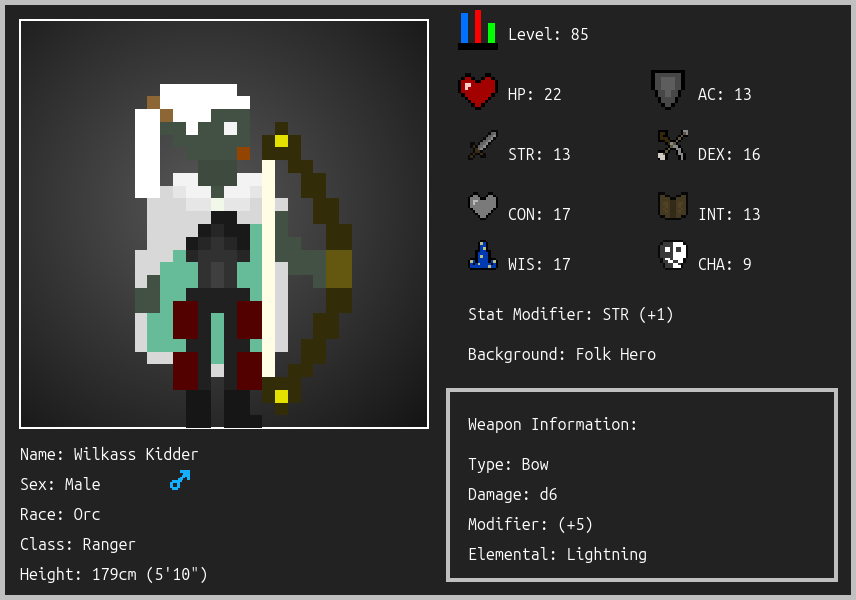 Level: 85
HP: 22
AC: 13
STR: 13
DEX: 16
CON: 17
INT: 13
WIS: 17
CHA: 9
Stat Modifier: STR (+1)
Background: Folk Hero
Weapon Information:
Type: Bow
Damage: d6
Modifier: (+5)
Elemental: Lightning
Name: Wilkass Kidder
Sex: Male
Race: Orc
Class: Ranger
Height: 179cm (5'10")